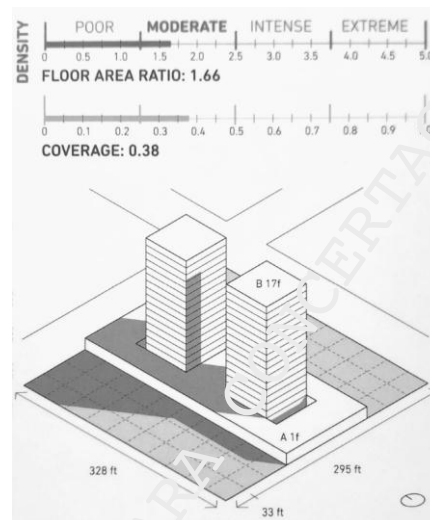 DENSITY
POOR MODERATE INTENSE EXTREME
0 0.5 1.0 1.5 2.0 2.5 3.0 3.5 4.0 4.5 5.0
FLOOR AREA RATIO: 1.66
0 0.1 0.2 0.3 0.4 0.5 0.6 0.7 0.8 0.9
COVERAGE: 0.38
B 17f
A 1f
328 ft
295 ft
33 ft